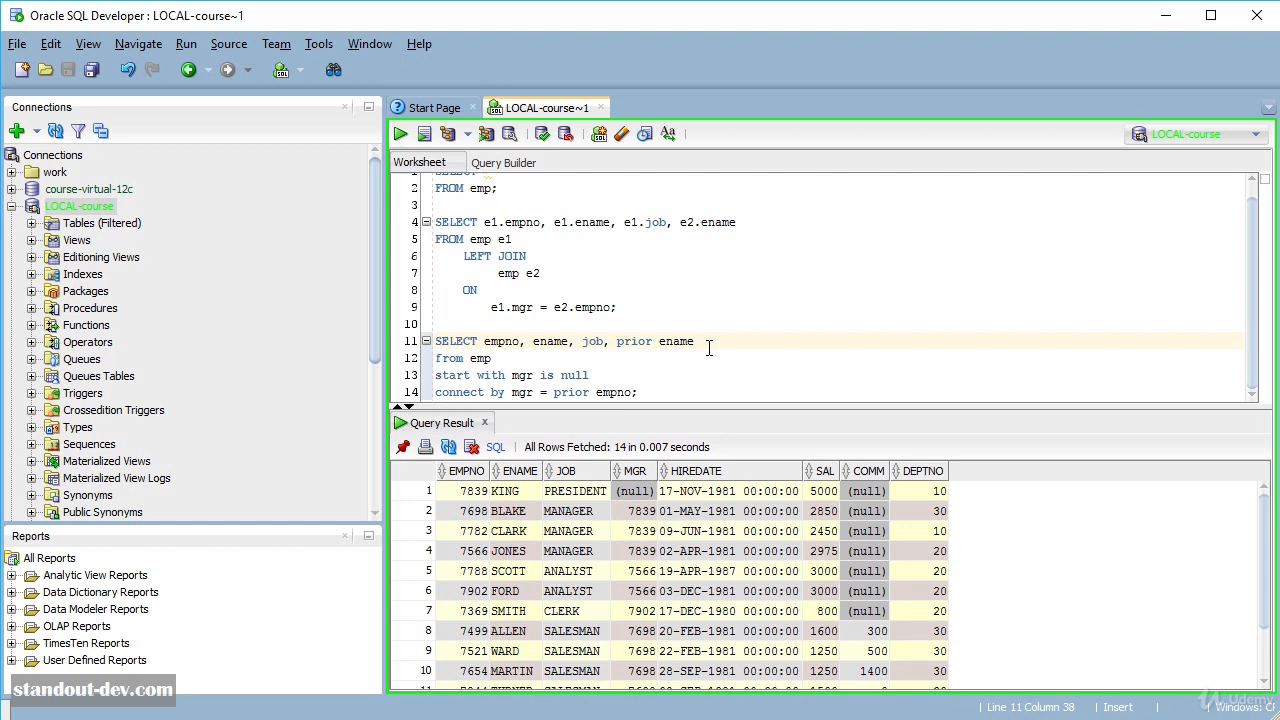 Oracle SQL Developer : LOCAL-course~1
File Edit View Navigate Run Source Team Tools Window Help
Connections
Connections
work
course-virtual-12c
LOCAL-course
Tables (Filtered)
Views
Editioning Views
Indexes
Packages
Procedures
Functions
Operators
Queues
Queues Tables
Triggers
Crossedition Triggers
Types
Sequences
Materialized Views
Materialized View Logs
Synonyms
Public Synonyms
Reports
All Reports
Analytic View Reports
Data Dictionary Reports
Data Modeler Reports
OLAP Reports
TimesTen Reports
User Defined Reports
standout-dev.com
Start Page LOCAL-course~1
LOCAL-course
Worksheet Query Builder
SELECT
2 FROM emp;
3
4 SELECT e1.empno, e1.ename, e1.job, e2.ename
5 FROM emp e1
6 LEFT JOIN
7 emp e2
8 ON
9 e1.mgr = e2.empno;
10
11 SELECT empno, ename, job, prior ename
12 from emp
13 start with mgr is null
14 connect by mgr = prior empno;
Query Result
SQL All Rows Fetched: 14 in 0.007 seconds
EMPNO ENAME JOB MGR HIREDATE SAL COMM DEPTNO
1 7839 KING PRESIDENT (null) 17-NOV-1981 00:00:00 5000 (null) 10
2 7698 BLAKE MANAGER 7839 01-MAY-1981 00:00:00 2850 (null) 30
3 7782 CLARK MANAGER 7839 09-JUN-1981 00:00:00 2450 (null) 10
4 7566 JONES MANAGER 7839 02-APR-1981 00:00:00 2975 (null) 20
5 7788 SCOTT ANALYST 7566 19-APR-1987 00:00:00 3000 (null) 20
6 7902 FORD ANALYST 7566 03-DEC-1981 00:00:00 3000 (null) 20
7 7369 SMITH CLERK 7902 17-DEC-1980 00:00:00 800 (null) 20
8 7499 ALLEN SALESMAN 7698 20-FEB-1981 00:00:00 1600 300 30
9 7521 WARD SALESMAN 7698 22-FEB-1981 00:00:00 1250 500 30
10 7654 MARTIN SALESMAN 7698 28-SEP-1981 00:00:00 1250 1400 30
Line 11 Column 38 Insert Windows: C
Udemy